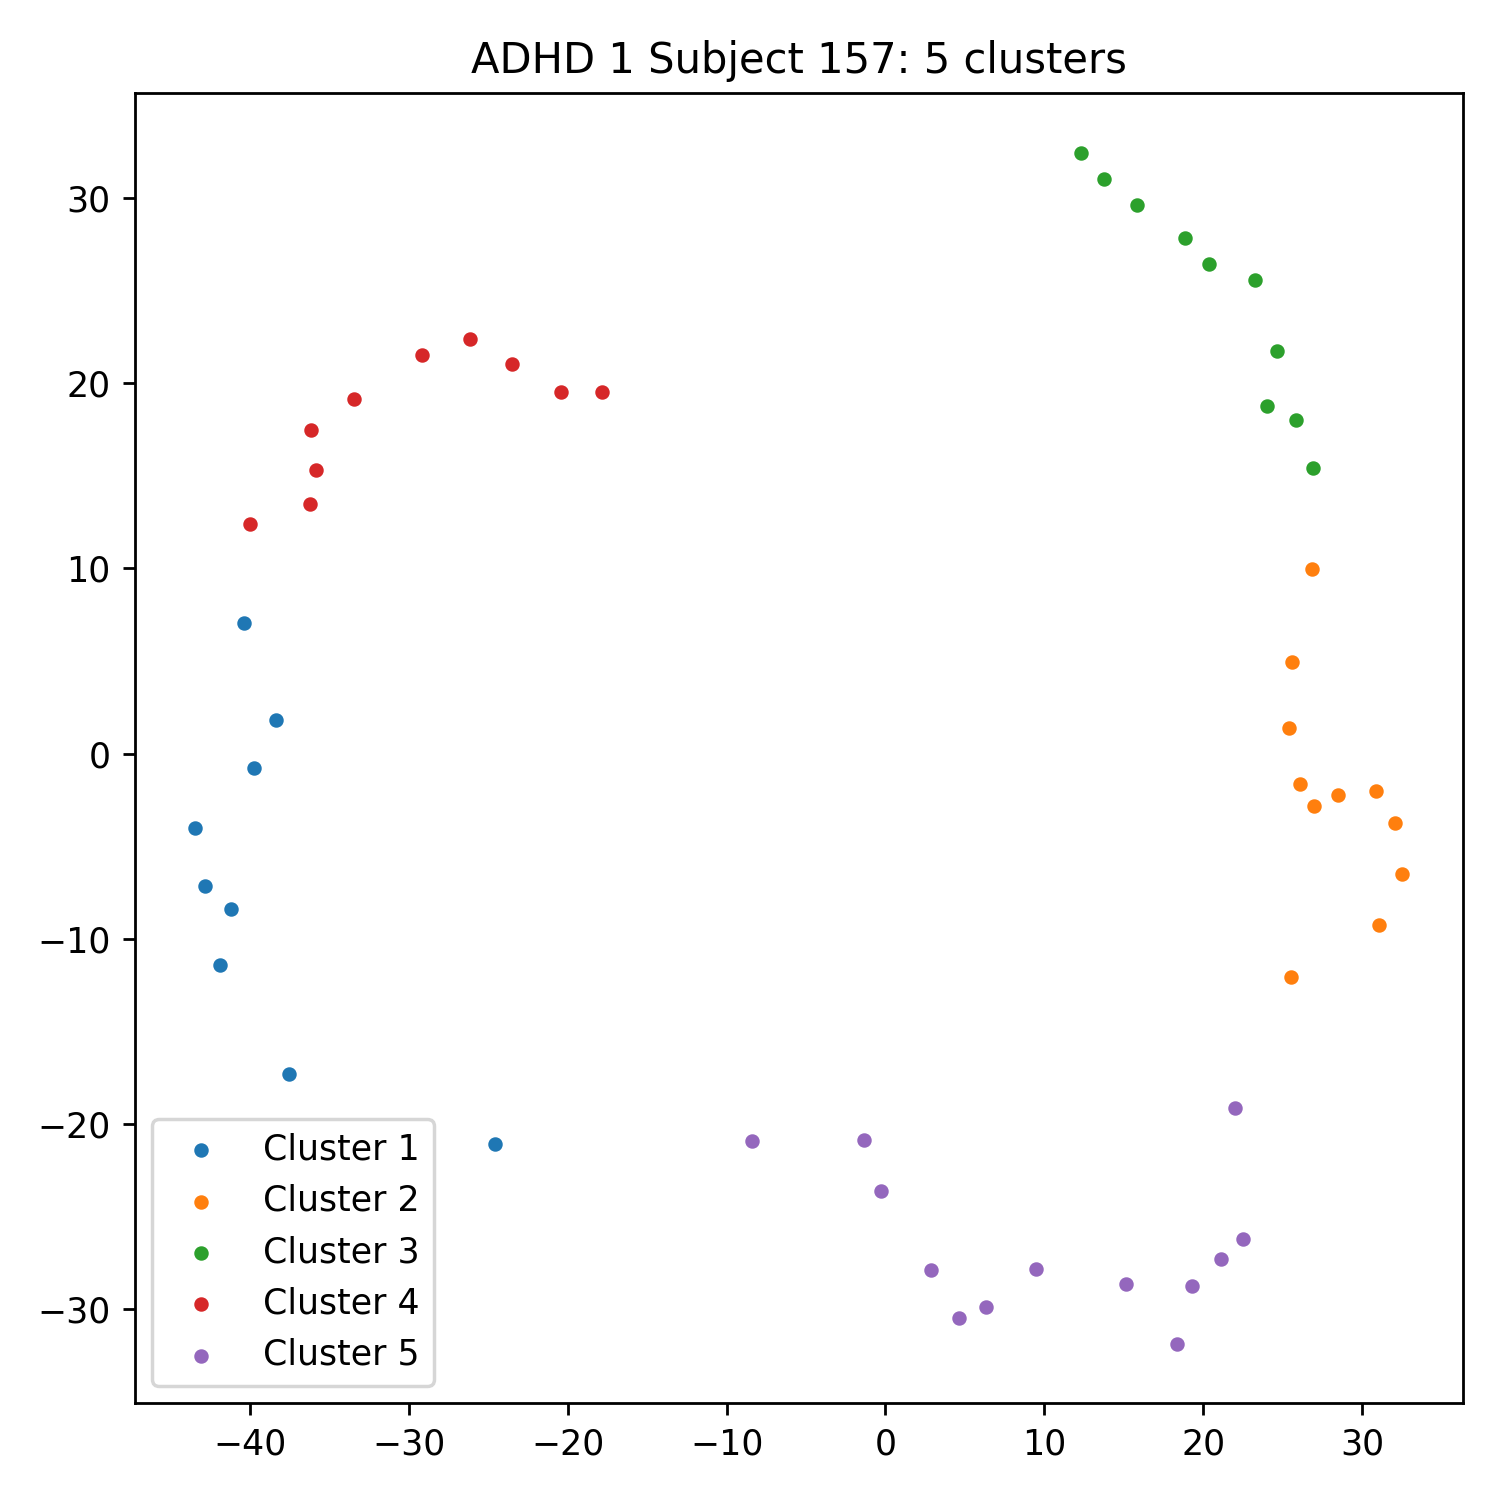 ADHD 1 Subject 157: 5 clusters
30
20
10
0
−10
−20
−30
Cluster 1
Cluster 2
Cluster 3
Cluster 4
Cluster 5
−40 −30 −20 −10 0 10 20 30